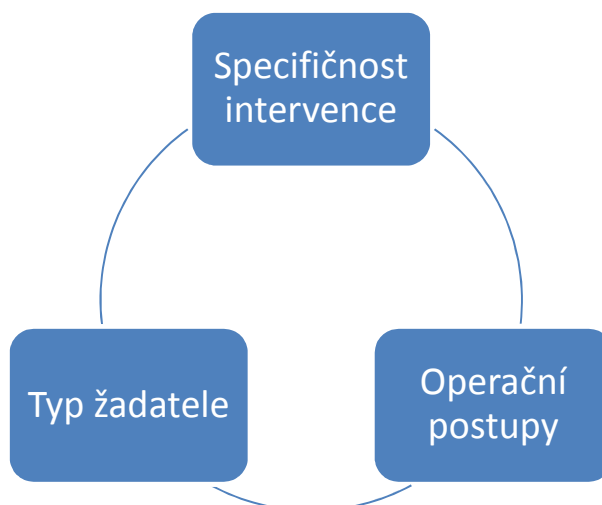 Specifičnost
intervence
Typ žadatele
Operační
postupy